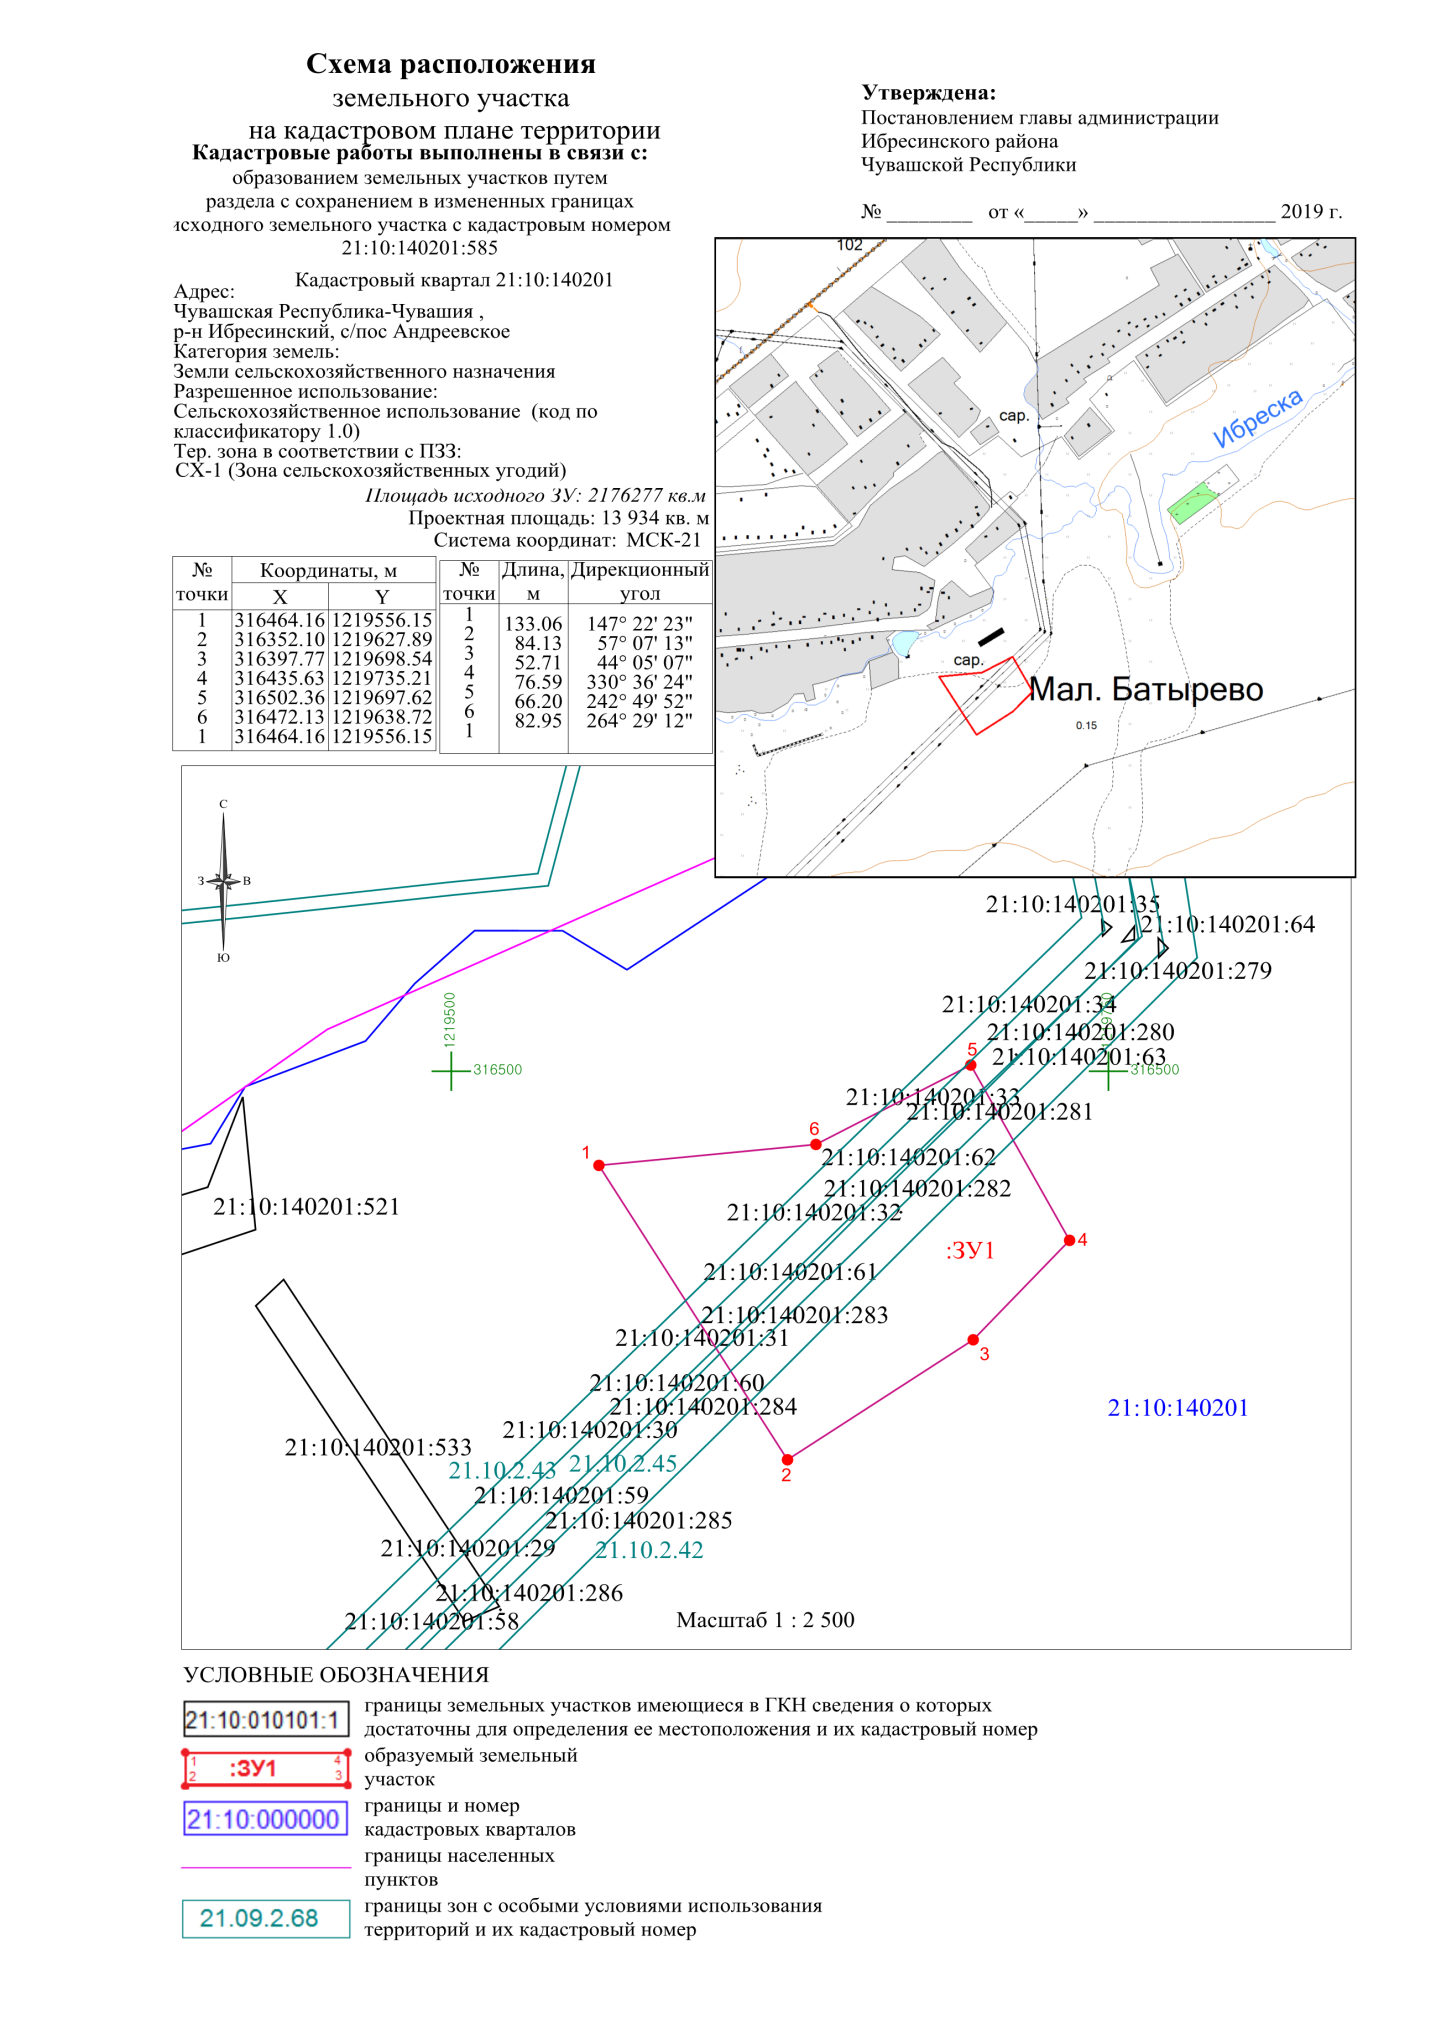 Схема расположения
земельного участка
на кадастровом плане территории
Кадастровые работы выполнены в связи с:
образованием земельных участков путем
раздела с сохранением в измененных границах
исходного земельного участка с кадастровым номером
21:10:140201:585
Кадастровый квартал 21:10:140201
Адрес:
Чувашская Республика-Чувашия ,
р-н Ибресинский, с/пос Андреевское
Категория земель:
Земли сельскохозяйственного назначения
Разрешенное использование:
Сельскохозяйственное использование (код по
классификатору 1.0)
Тер. зона в соответствии с ПЗЗ:
СХ-1 (Зона сельскохозяйственных угодий)
Площадь исходного ЗУ: 2176277 кв.м
Проектная площадь: 13 934 кв. м
Система координат: МСК-21
Утверждена:
Постановлением главы администрации
Ибресинского района
Чувашской Республики
№ ________ от «_____» _________________ 2019 г.
№ точки Координаты, м
X Y
1 316464.16 1219556.15
2 316352.10 1219627.89
3 316397.77 1219698.54
4 316435.63 1219735.21
5 316502.36 1219697.62
6 316472.13 1219638.72
1 316464.16 1219556.15
№ точки Длина, м Дирекционный угол
1
133.06 147° 22' 23"
2
84.13 57° 07' 13"
3
52.71 44° 05' 07"
4
76.59 330° 36' 24"
5
66.20 242° 49' 52"
6
82.95 264° 29' 12"
1
102
сар.
Ибреска
сар.
Мал. Батырево
0.15
С
З В
Ю
21:10:140201:35
21:10:140201:64
21:10:140201:279
21:10:140201:34
21:10:140201:280
21:10:140201:63
1219500
316500
316500
5
21:10:140201:33
21:10:140201:281
6
1
21:10:140201:62
21:10:140201:282
21:10:140201:521
21:10:140201:32
:ЗУ1
4
21:10:140201:61
21:10:140201:283
21:10:140201:31
3
21:10:140201:60
21:10:140201:284
21:10:140201
21:10:140201:30
21:10:140201:533
21.10.2.43
21.10.2.45
2
21:10:140201:59
21:10:140201:285
21:10:140201:29
21.10.2.42
21:10:140201:286
21:10:140201:58
Масштаб 1 : 2 500
УСЛОВНЫЕ ОБОЗНАЧЕНИЯ
21:10:010101:1
границы земельных участков имеющиеся в ГКН сведения о которых
достаточны для определения ее местоположения и их кадастровый номер
1 :ЗУ1 4
2 3
образуемый земельный
участок
21:10:000000
границы и номер
кадастровых кварталов
границы населенных
пунктов
21.09.2.68
границы зон с особыми условиями использования
территорий и их кадастровый номер